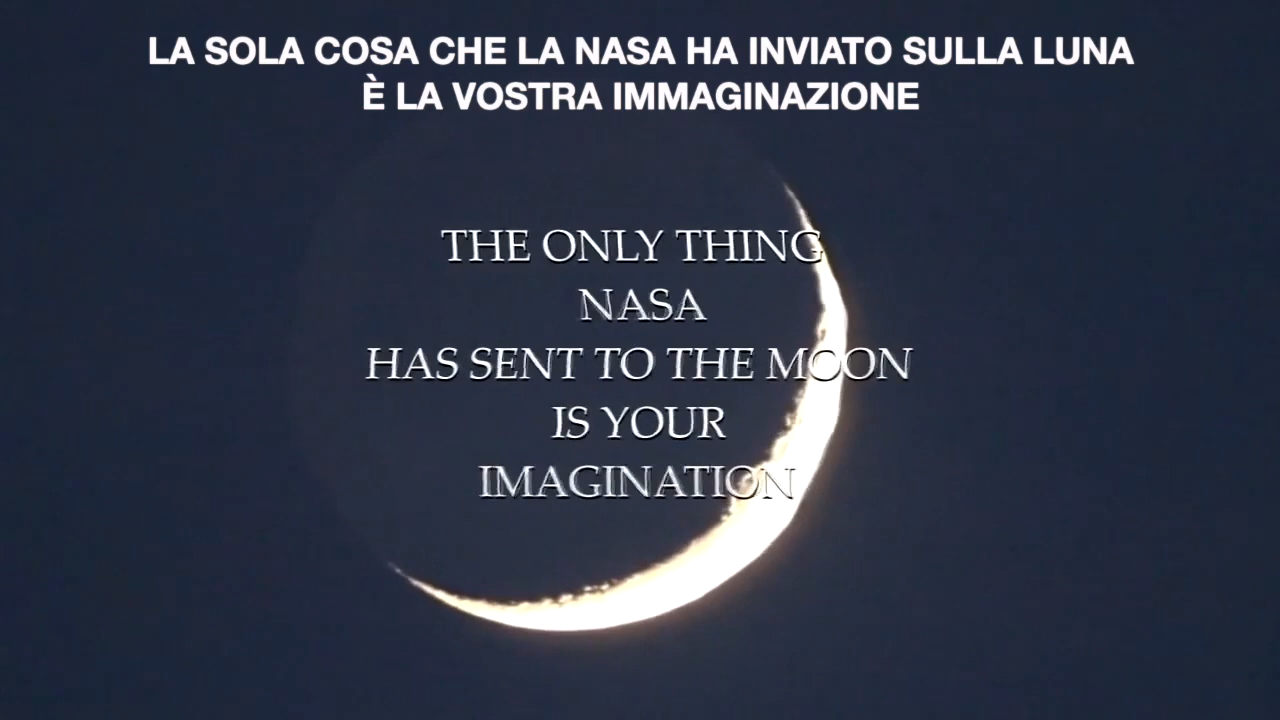 LA SOLA COSA CHE LA NASA HA INVIATO SULLA LUNA
È LA VOSTRA IMMAGINAZIONE
THE ONLY THING
NASA
HAS SENT TO THE MOON
IS YOUR
IMAGINATION